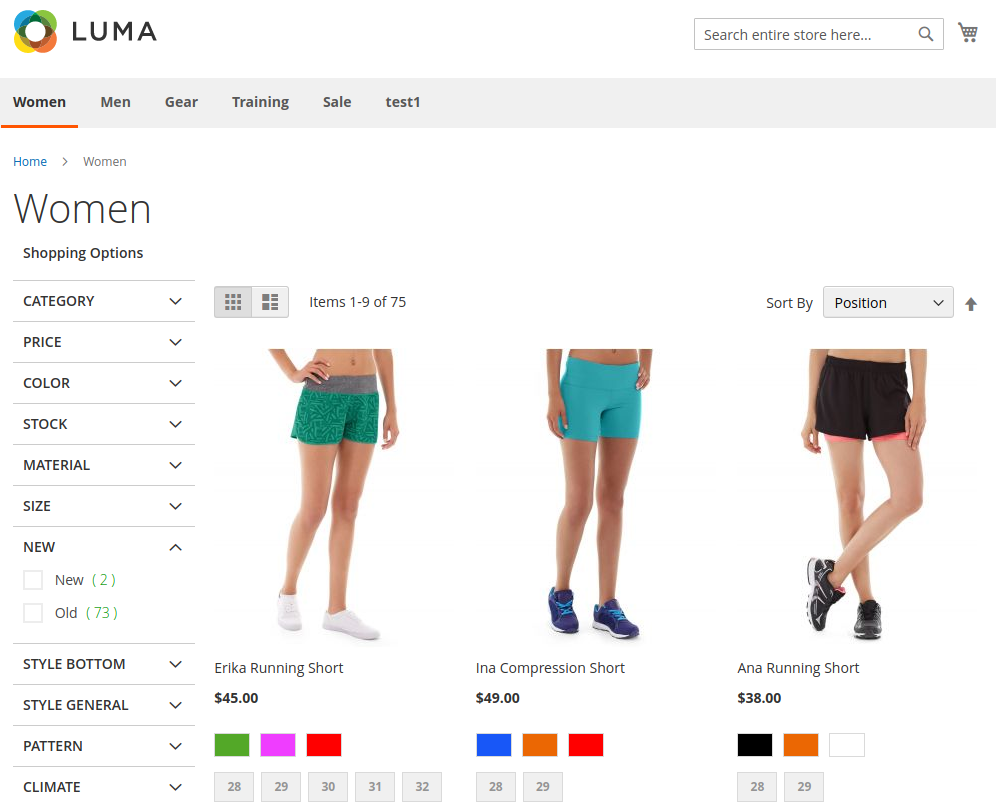 LUMA
Search entire store here...
Women Men Gear Training Sale test1
Home > Women
Women
Shopping Options
CATEGORY
PRICE
COLOR
STOCK
MATERIAL
SIZE
NEW
New ( 2 )
Old ( 73 )
STYLE BOTTOM
STYLE GENERAL
PATTERN
CLIMATE
Items 1-9 of 75
Sort By Position
Erika Running Short
$45.00
28 29 30 31 32
Ina Compression Short
$49.00
28 29
Ana Running Short
$38.00
28 29